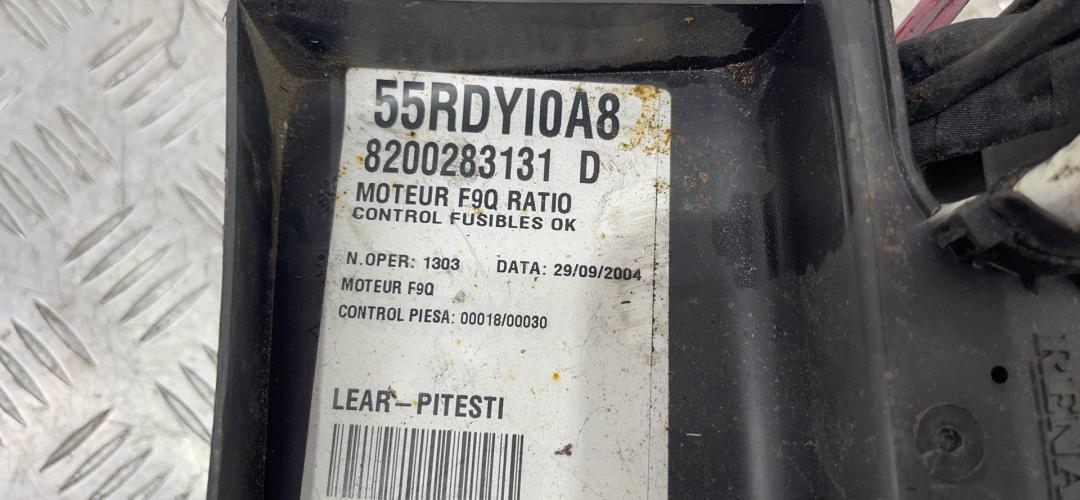 55RDYI0A8
8200283131 D
MOTEUR F9Q RATIO
CONTROL FUSIBLES OK
N.OPER: 1303 DATA: 29/09/2004
MOTEUR F9Q
CONTROL PIESA: 00018/00030
LEAR-PITESTI
RENA